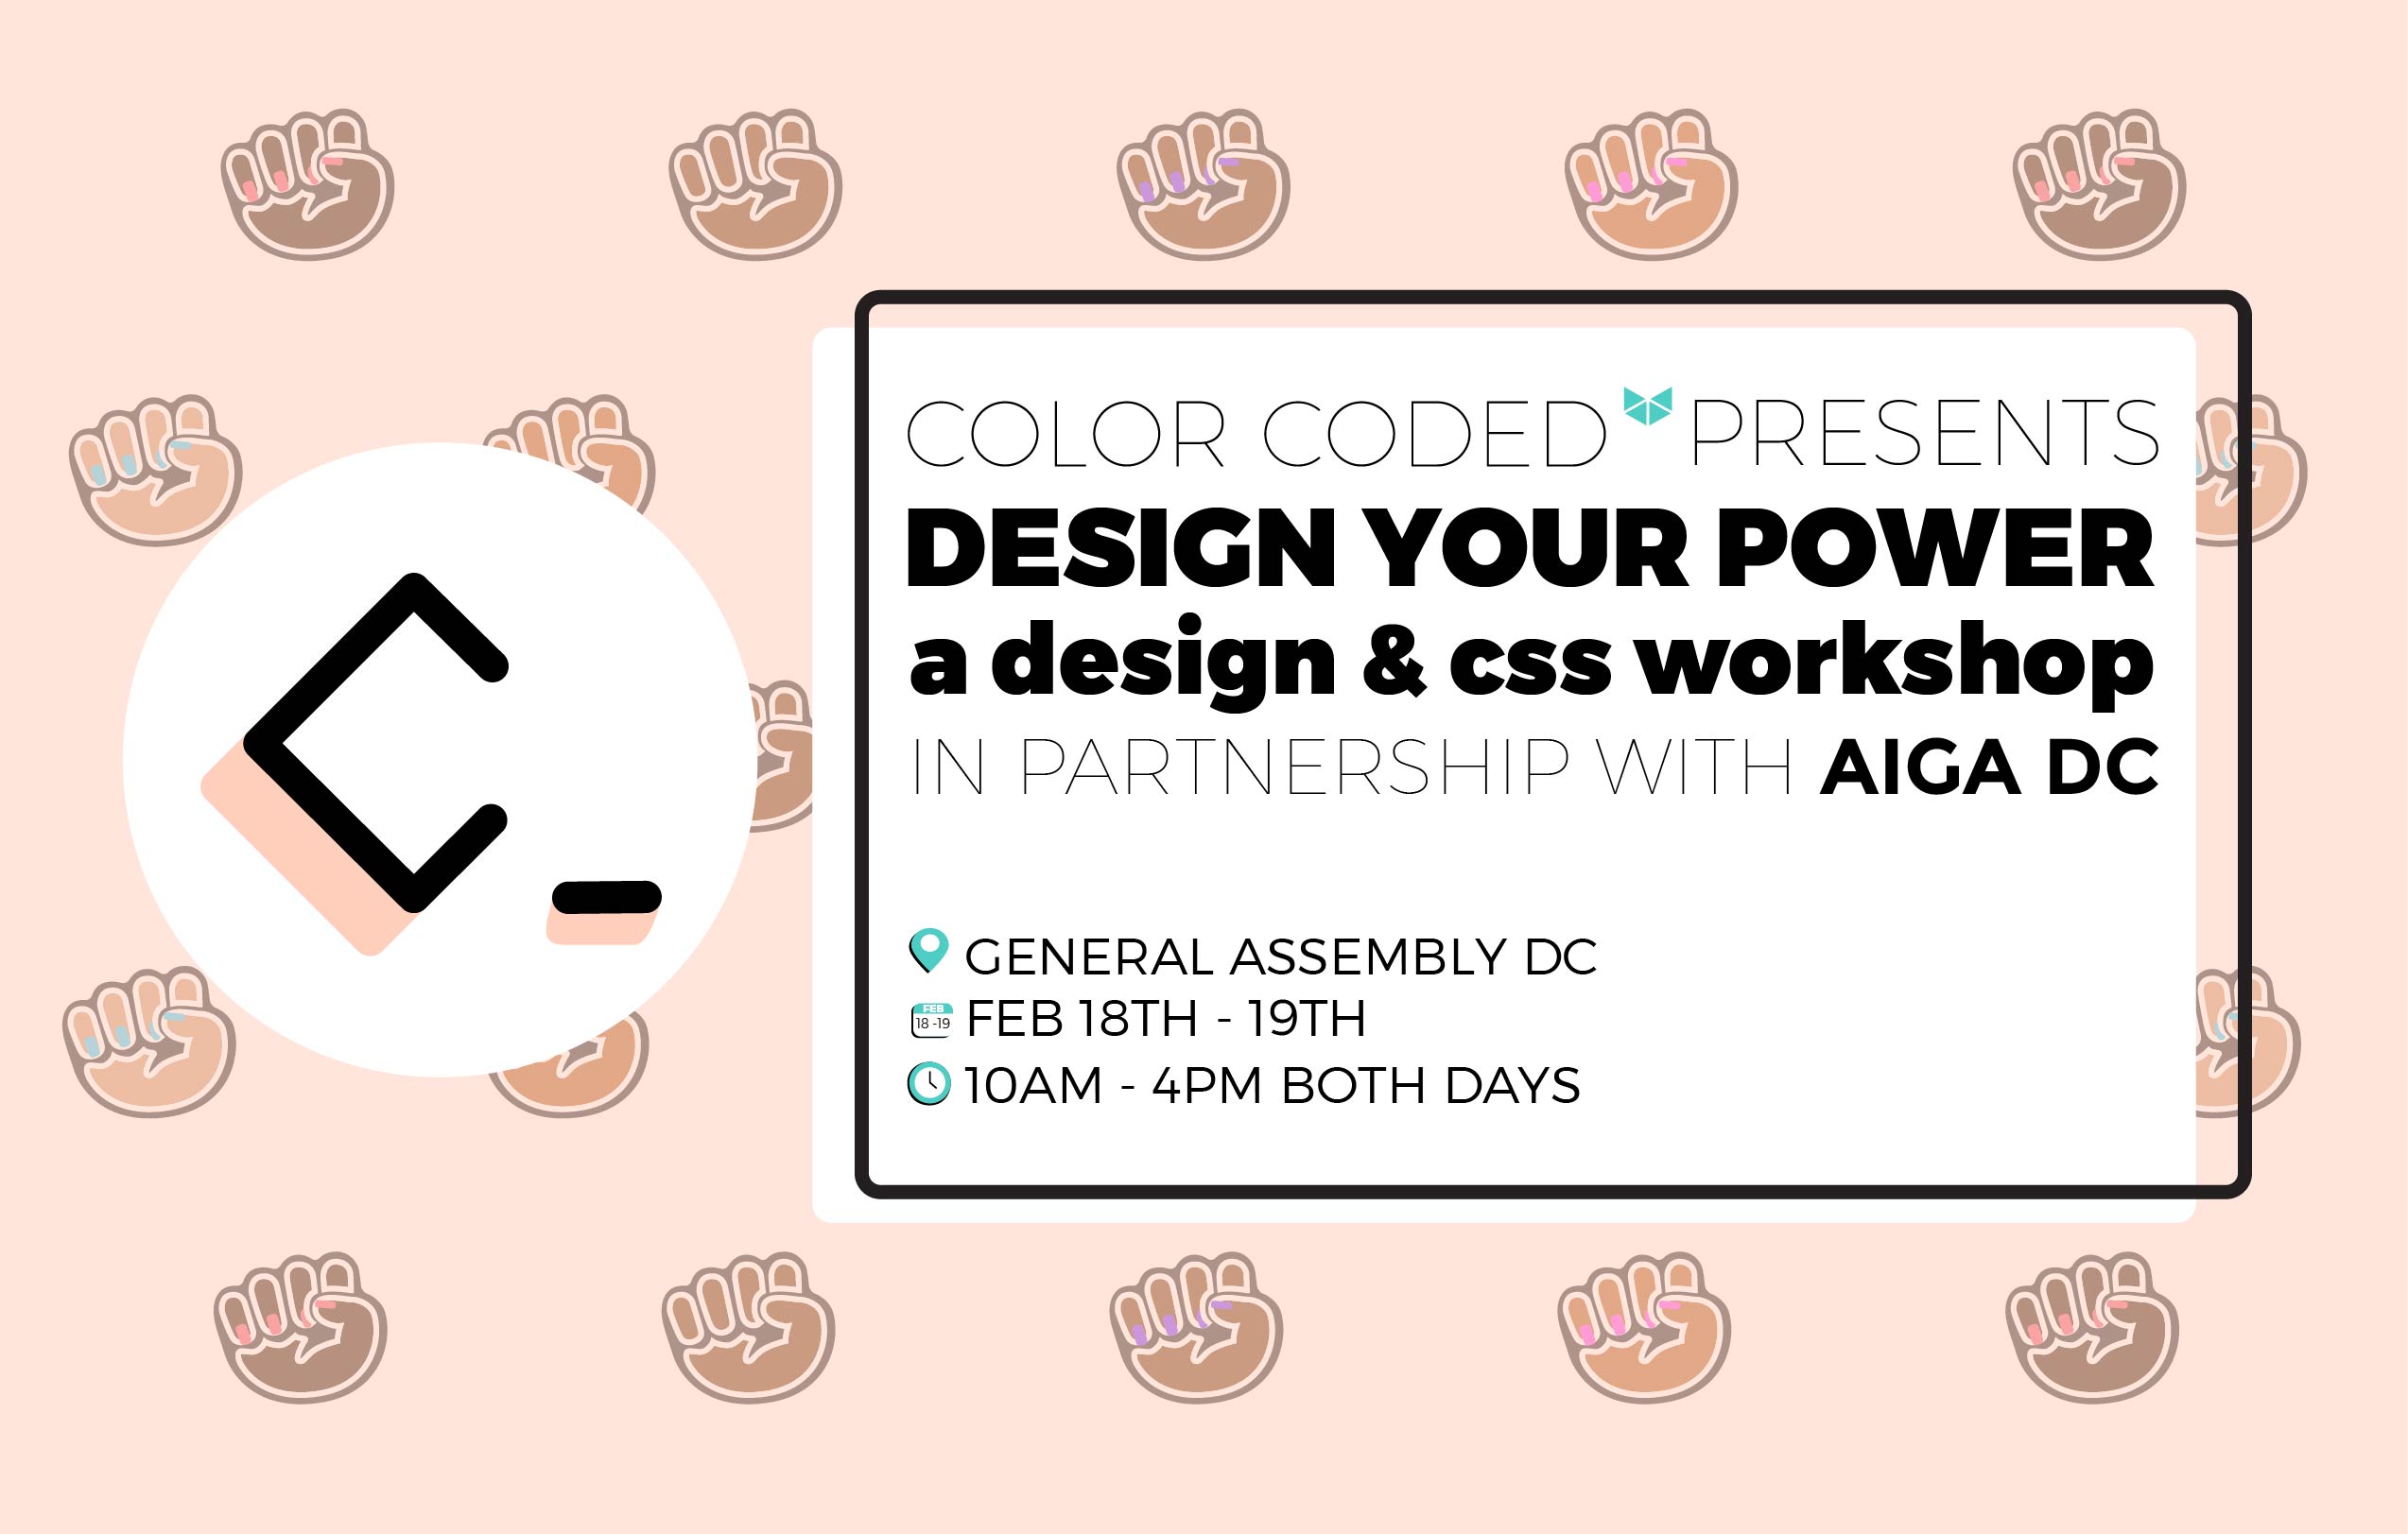 COLOR CODED PRESENTS
DESIGN YOUR POWER
a design & css workshop
IN PARTNERSHIP WITH AIGA DC
GENERAL ASSEMBLY DC
FEB
18 -19
FEB 18TH - 19TH
10AM - 4PM BOTH DAYS